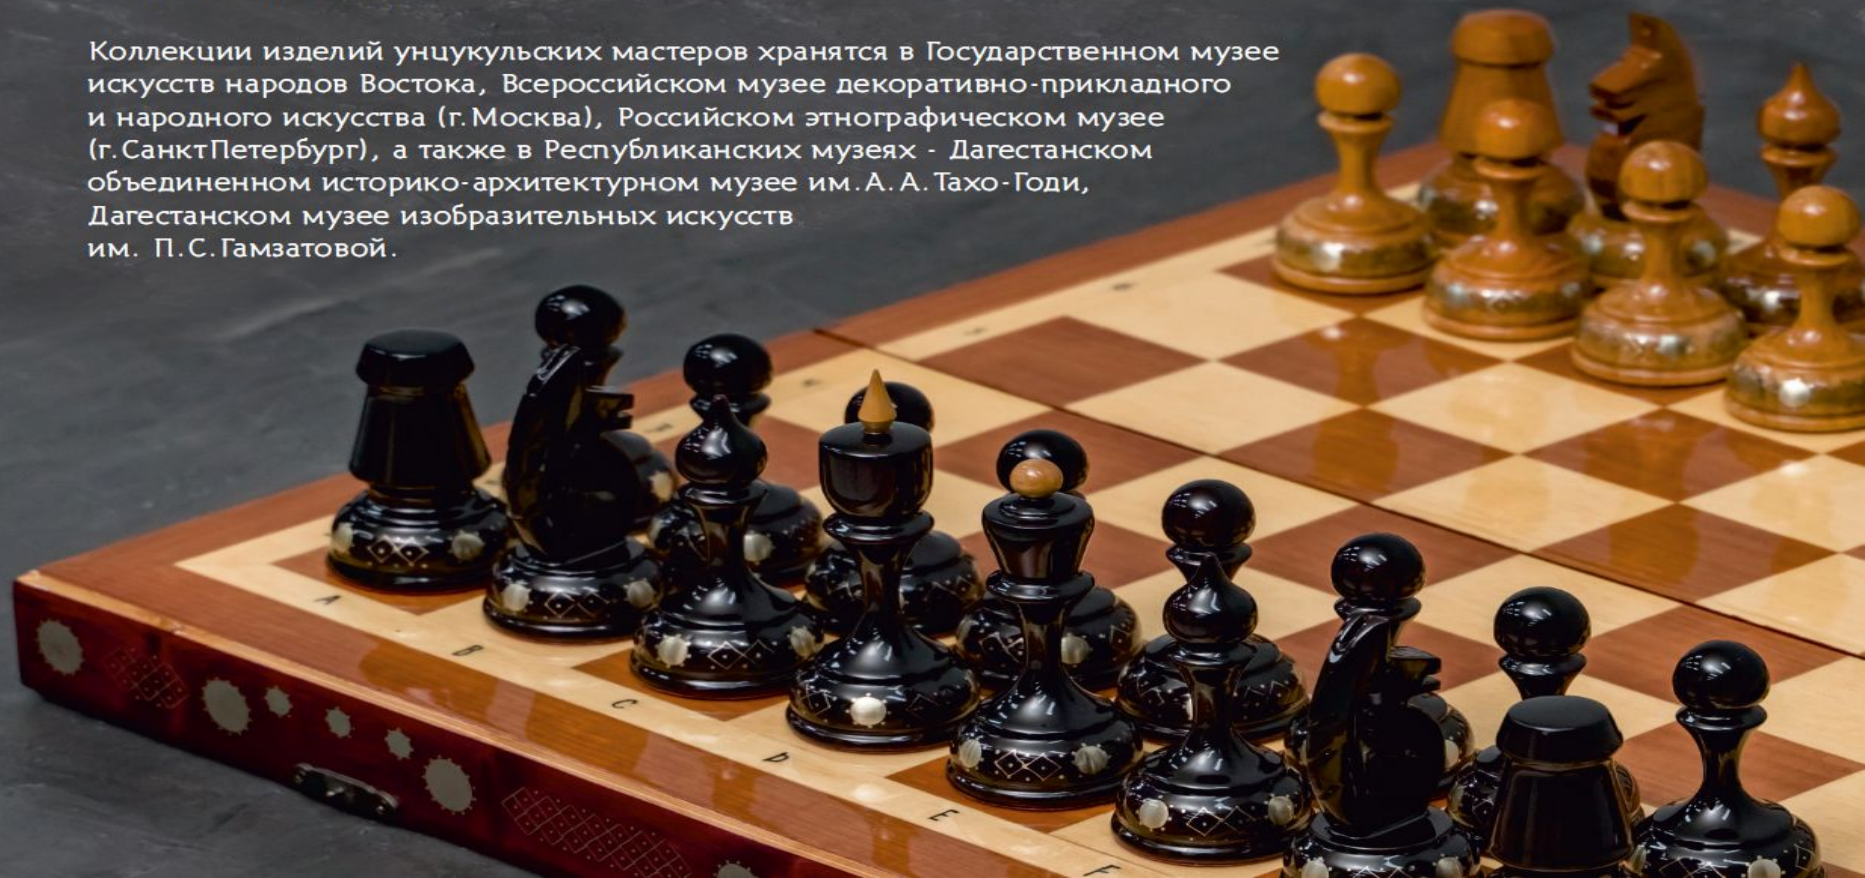 Коллекции изделий унцукульских мастеров хранятся в Государственном музее
искусств народов Востока, Всероссийском музее декоративно-прикладного
и народного искусства (г. Москва), Российском этнографическом музее
(г. СанктПетербург), а также в Республиканских музеях - Дагестанском
объединенном историко-архитектурном музее им. А. А. Тахо-Годи,
Дагестанском музее изобразительных искусств
им. П. С. Гамзатовой.
A
B
C
D
E
F